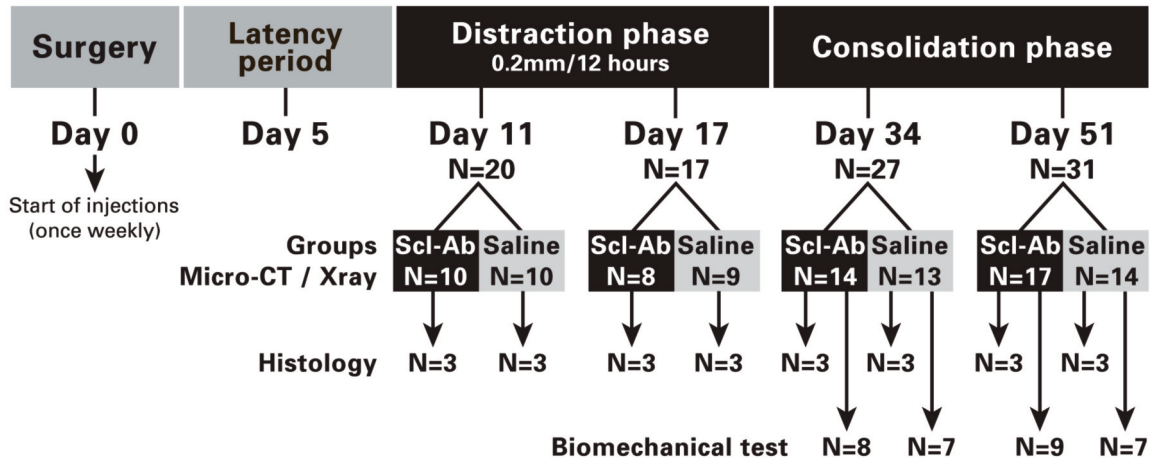 Surgery
Latency
period
Distraction phase
0.2mm/12 hours
Consolidation phase
Day 0 Day 5 Day 11 Day 17 Day 34 Day 51
N=20 N=17 N=27 N=31
Start of injections
(once weekly)
Groups Scl-Ab Saline Scl-Ab Saline Scl-Ab Saline Scl-Ab Saline
Micro-CT / Xray N=10 N=10 N=8 N=9 N=14 N=13 N=17 N=14
Histology N=3 N=3 N=3 N=3 N=3 N=3 N=3 N=3
Biomechanical test N=8 N=7 N=9 N=7